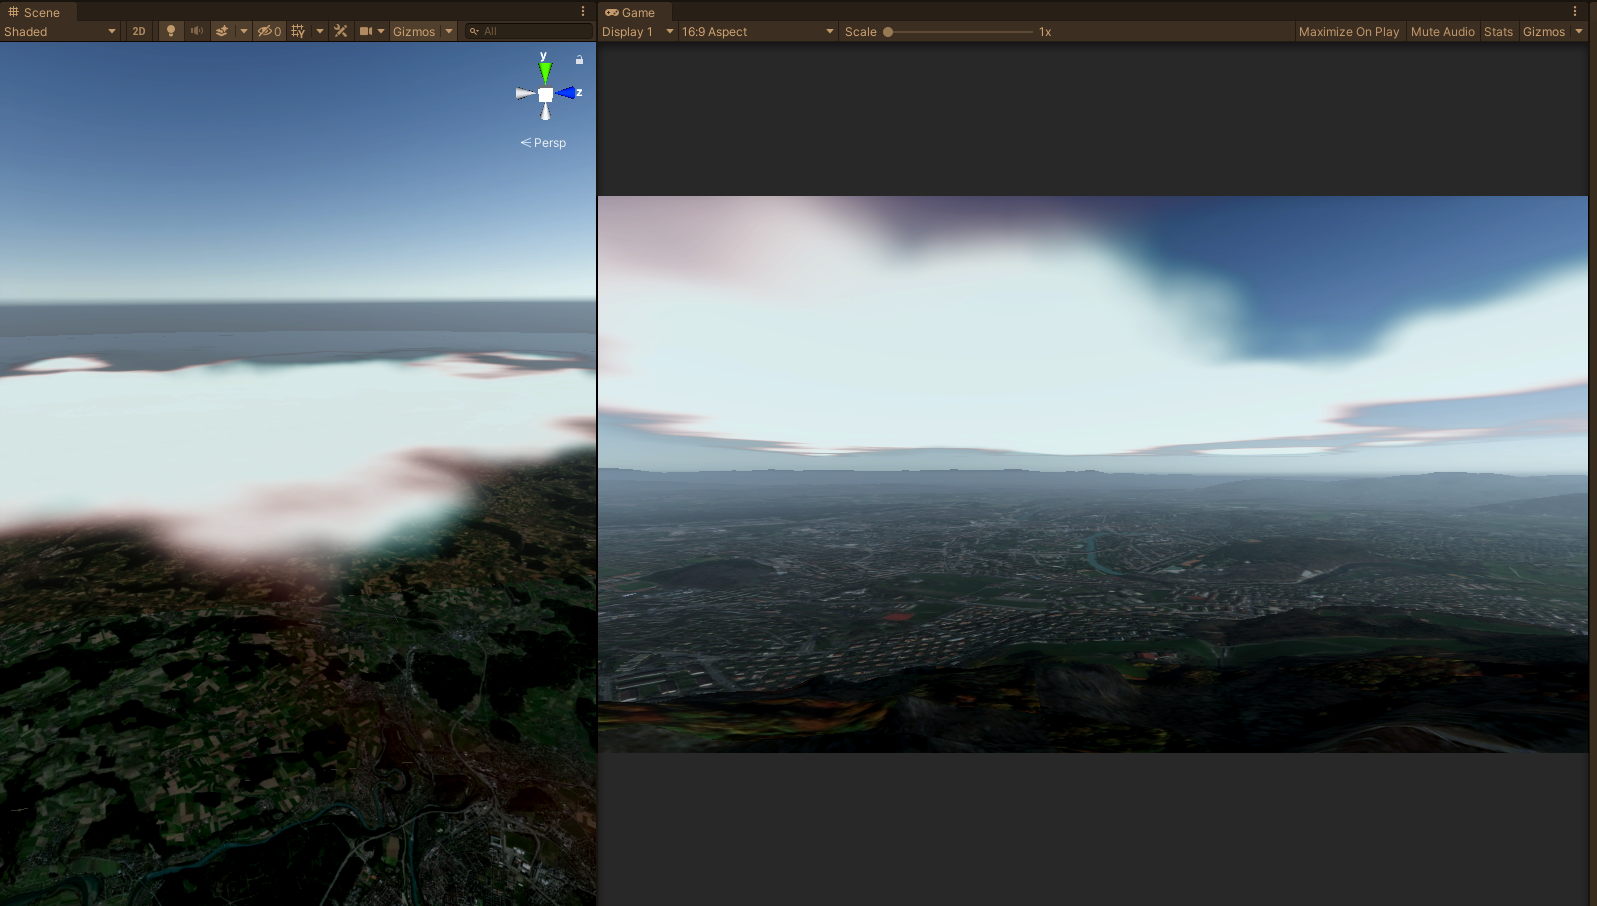 Scene
Game
Shaded
2D
0
Gizmos
All
Display 1
16:9 Aspect
Scale
1x
Maximize On Play
Mute Audio
Stats
Gizmos
y
z
Persp